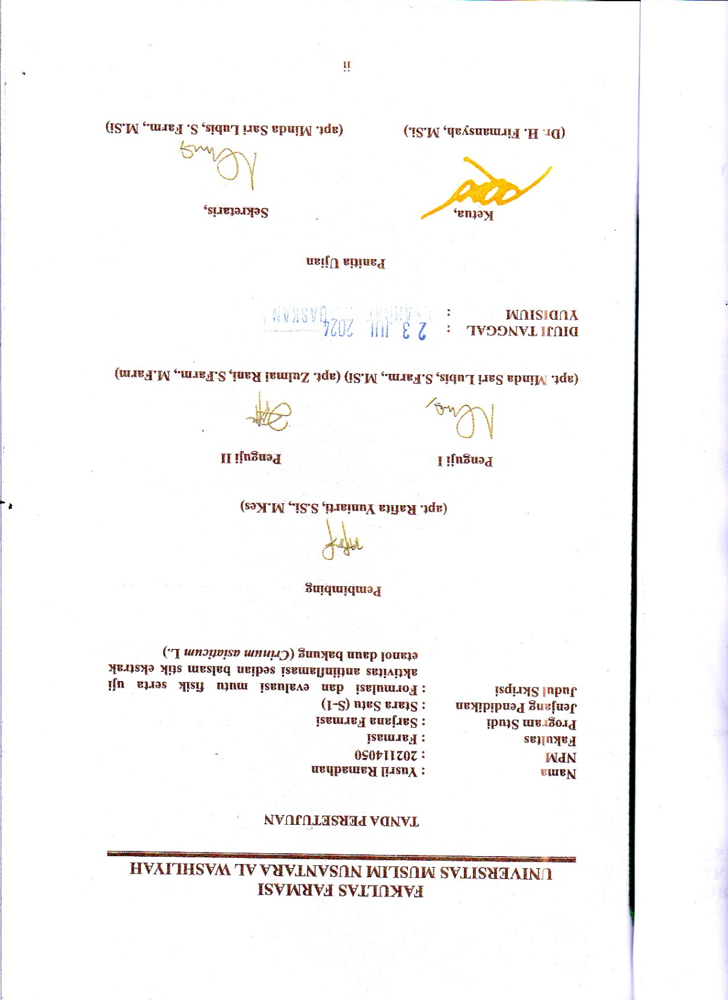 FAKULTAS FARMASI
UNIVERSITAS MUSLIM NUSANTARA AL WASHLIYAH
TANDA PERSETUJUAN
Nama : Yusril Ramadhan
NPM : 202114050
Fakultas : Farmasi
Program Studi : Sarjana Farmasi
Jenjang Pendidikan : Stara Satu (S-1)
Judul Skripsi : Formulasi dan evaluasi mutu fisik serta uji
aktivitas antiinflamasi sedian balsam stik ekstrak
etanol daun bakung (Crinum asiaticum L.)
Pembimbing
(apt. Rafita Yuniarti, S.Si., M.Kes)
Penguji I Penguji II
(apt. Minda Sari Lubis, S.Farm., M.Si) (apt. Zulmai Rani, S.Farm., M.Farm)
DIUJI TANGGAL : 23 JUL 2024
YUDISIUM :
Panitia Ujian
Ketua, Sekretaris,
(Dr. H. Firmansyah, M.Si.) (apt. Minda Sari Lubis, S. Farm., M.Si)
ii